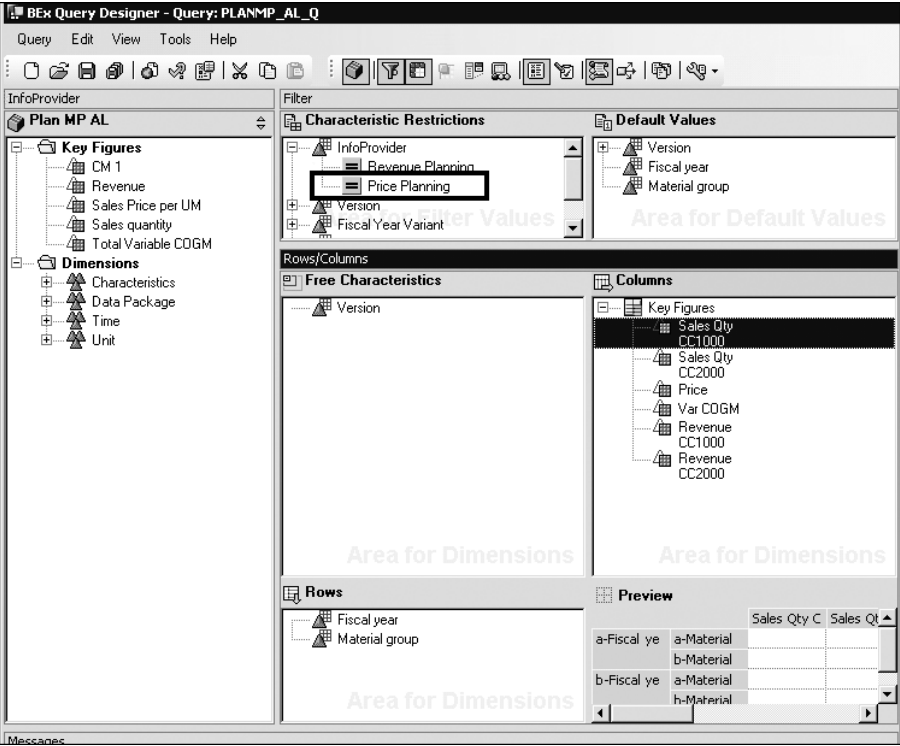 BEx Query Designer - Query: PLANMP_AL_Q
Query Edit View Tools Help
InfoProvider
Plan MP AL
Key Figures
CM 1
Revenue
Sales Price per UM
Sales quantity
Total Variable COGM
Dimensions
Characteristics
Data Package
Time
Unit
Filter
Characteristic Restrictions
InfoProvider
Revenue Planning
Price Planning
Version
Fiscal Year Variant
Area for Filter Values
Default Values
Version
Fiscal year
Material group
Area for Default Values
Rows/Columns
Free Characteristics
Version
Area for Dimensions
Columns
Key Figures
Sales Qty
CC1000
Sales Qty
CC2000
Price
Var COGM
Revenue
CC1000
Revenue
CC2000
Area for Dimensions
Rows
Fiscal year
Material group
Area for Dimensions
Preview
Sales Qty C Sales Qt
a-Fiscal ye a-Material
b-Material
b-Fiscal ye a-Material
b-Material
Messages